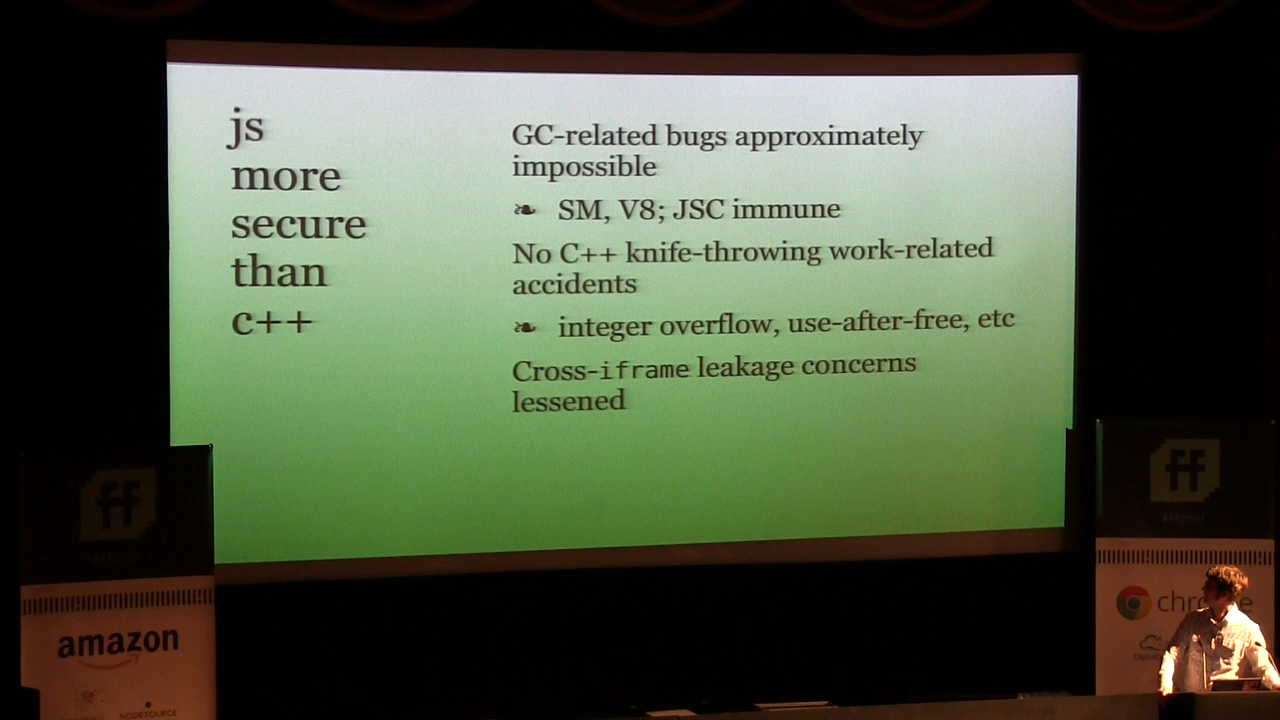 js
more
secure
than
c++
GC-related bugs approximately
impossible
❧ SM, V8; JSC immune
No C++ knife-throwing work-related
accidents
❧ integer overflow, use-after-free, etc
Cross-iframe leakage concerns
lessened
ff
amazon
NODESOURCE
ff
chrome